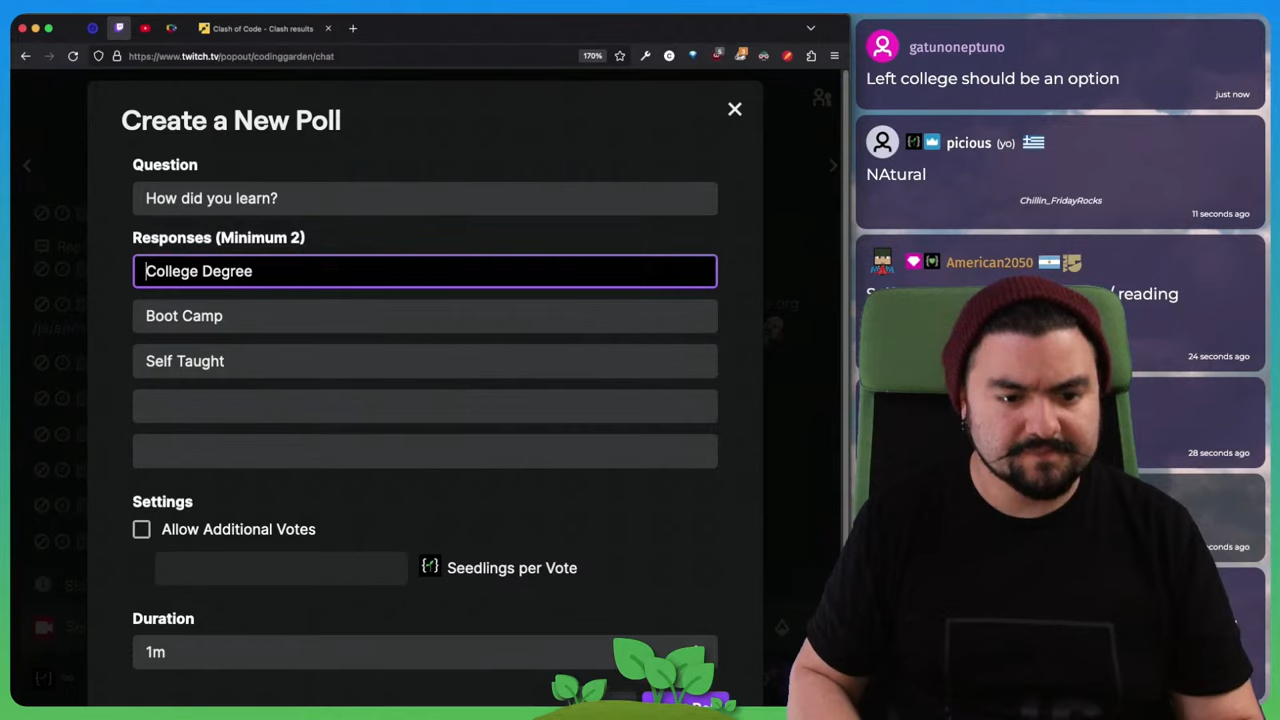 Clash of Code - Clash results
https://www.twitch.tv/popout/codinggarden/chat
170%
Create a New Poll
Question
How did you learn?
Responses (Minimum 2)
College Degree
Boot Camp
Self Taught
Settings
Allow Additional Votes
Seedlings per Vote
Duration
1m
gatunoneptuno
Left college should be an option
just now
picious (yo)
NAtural
Chillin_FridayRocks
11 seconds ago
American2050
/ reading
24 seconds ago
28 seconds ago
conds ago